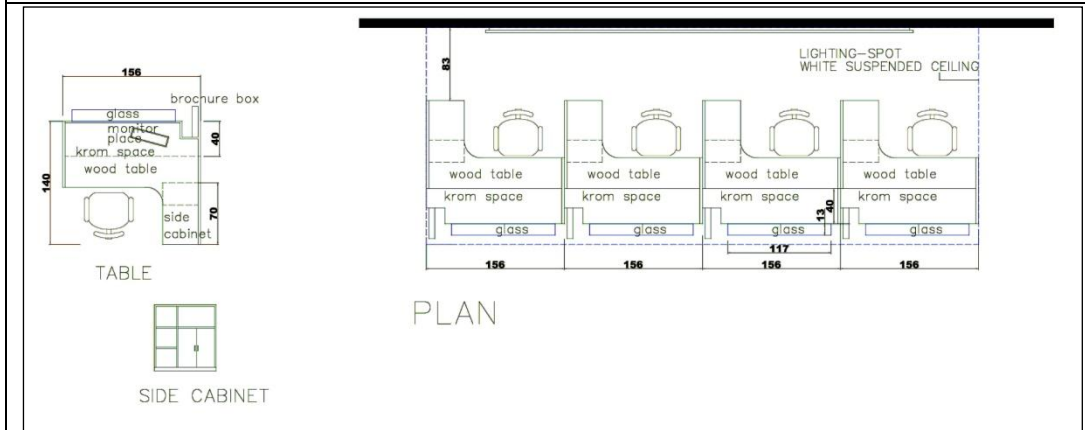 156
brochure box
glass
monitor
place
40
krom space
wood table
140
70
side
cabinet
TABLE
SIDE CABINET
83
LIGHTING-SPOT
WHITE SUSPENDED CEILING
wood table
wood table
wood table
wood table
krom space
krom space
krom space
krom space
13
40
glass
glass
glass
glass
117
156
156
156
156
PLAN